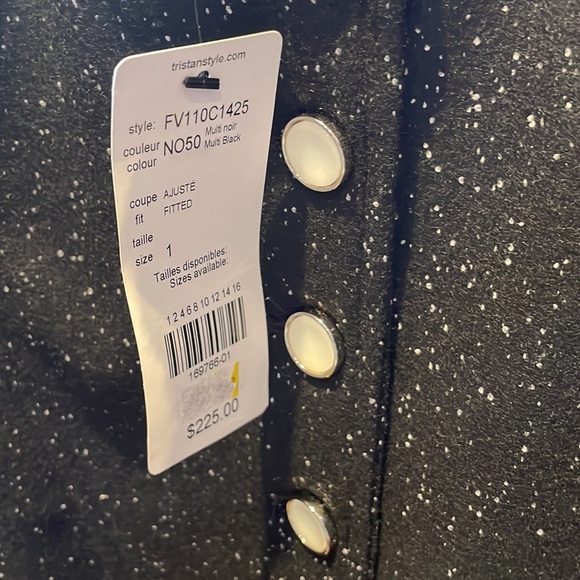 tristanstyle.com
style: FV110C1425
couleur NO50 Multi noir
colour Multi Black
coupe AJUSTÉ
fit FITTED
taille
size 1
Tailles disponibles:
Sizes available:
1 2 4 6 8 10 12 14 16
169766-01
$225.00